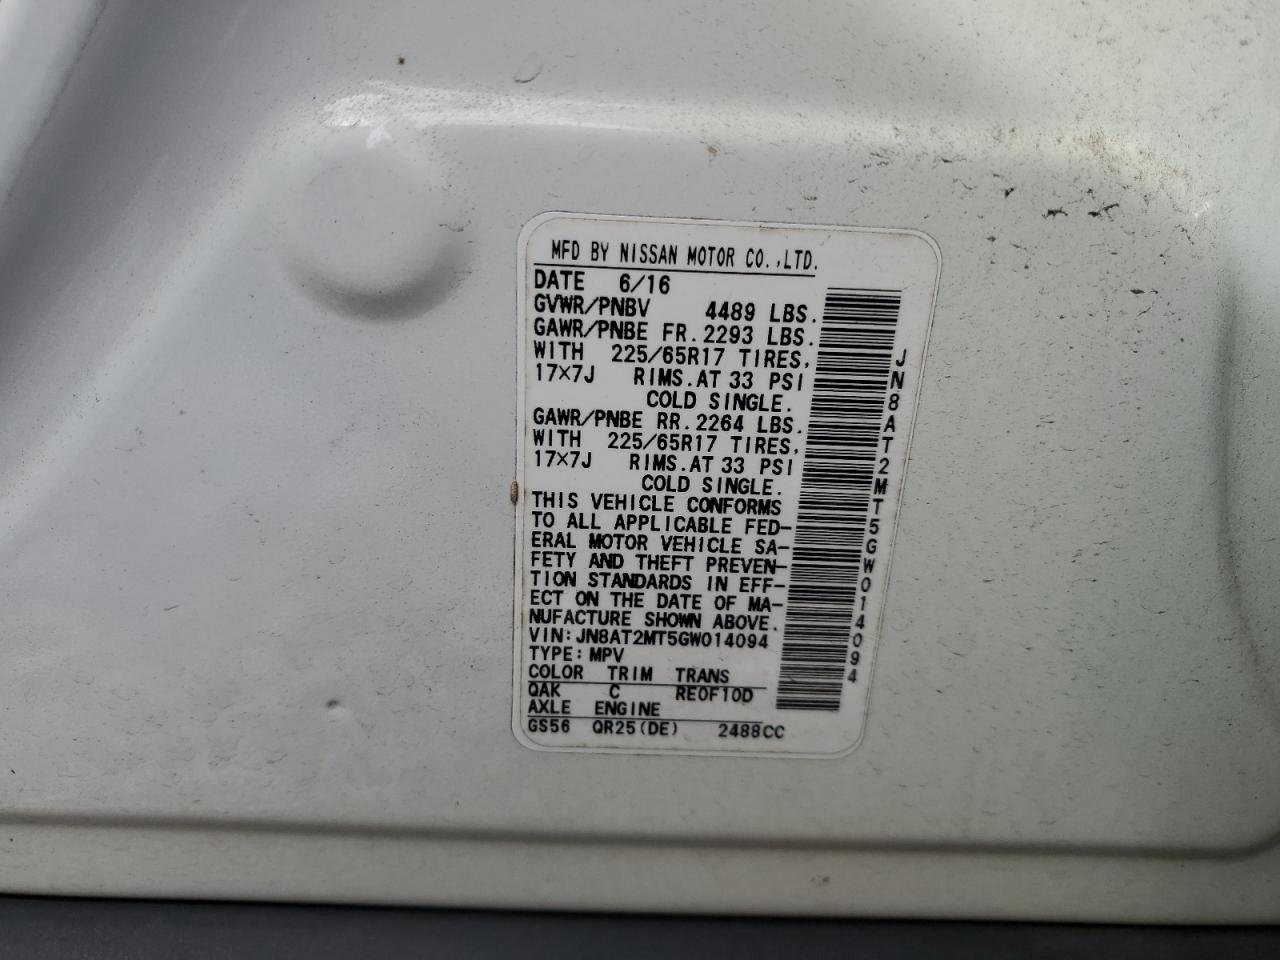 MFD BY NISSAN MOTOR CO.,LTD.
DATE 6/16
GVWR/PNBV 4489 LBS.
GAWR/PNBE FR.2293 LBS.
WITH 225/65R17 TIRES,
17×7J RIMS.AT 33 PSI
COLD SINGLE.
GAWR/PNBE RR.2264 LBS.
WITH 225/65R17 TIRES,
17×7J RIMS.AT 33 PSI
COLD SINGLE.
THIS VEHICLE CONFORMS
TO ALL APPLICABLE FED-
ERAL MOTOR VEHICLE SA-
FETY AND THEFT PREVEN-
TION STANDARDS IN EFF-
ECT ON THE DATE OF MA-
NUFACTURE SHOWN ABOVE.
VIN:JN8AT2MT5GW014094
TYPE:MPV
COLOR TRIM TRANS
QAK C RE0F10D
AXLE ENGINE
GS56 QR25(DE) 2488CC
JN8AT2MT5GW014094